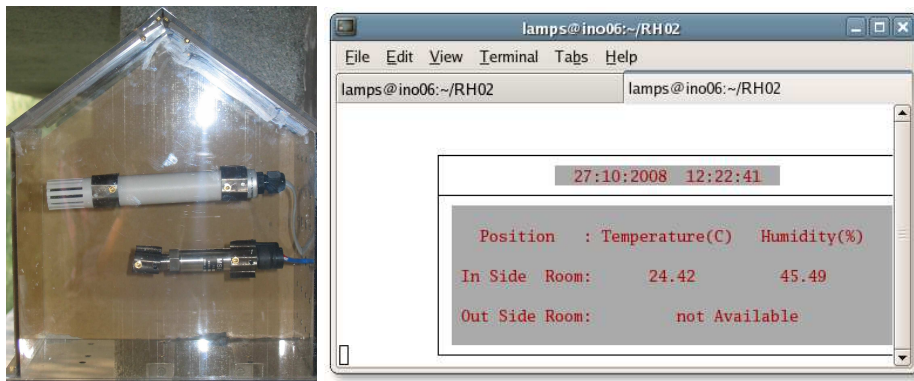 lamps@ino06:~/RH02
File Edit View Terminal Tabs Help
lamps@ino06:~/RH02 lamps@ino06:~/RH02
27:10:2008 12:22:41
Position : Temperature(C) Humidity(%)
In Side Room: 24.42 45.49
Out Side Room: not Available